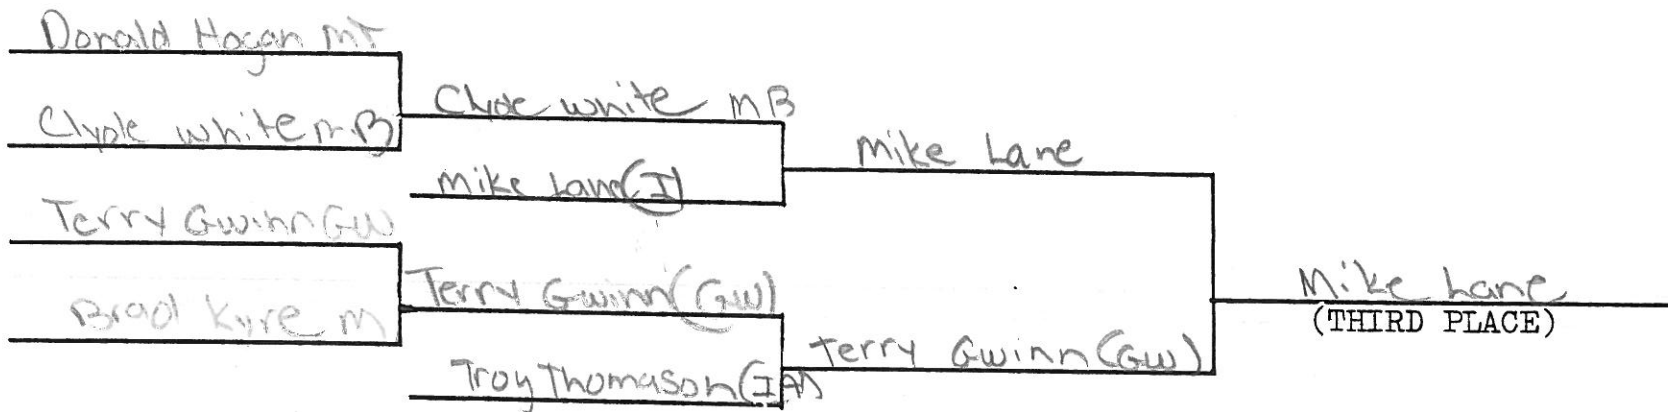 Donald Hogan MT
Clyde White MB
Clyde White MB
Mike Lane (I)
Mike Lane
Terry Gwinn GW
Brad Kyre M
Terry Gwinn (GW)
Troy Thomason
Terry Gwinn (GW)
Mike Lane
(THIRD PLACE)